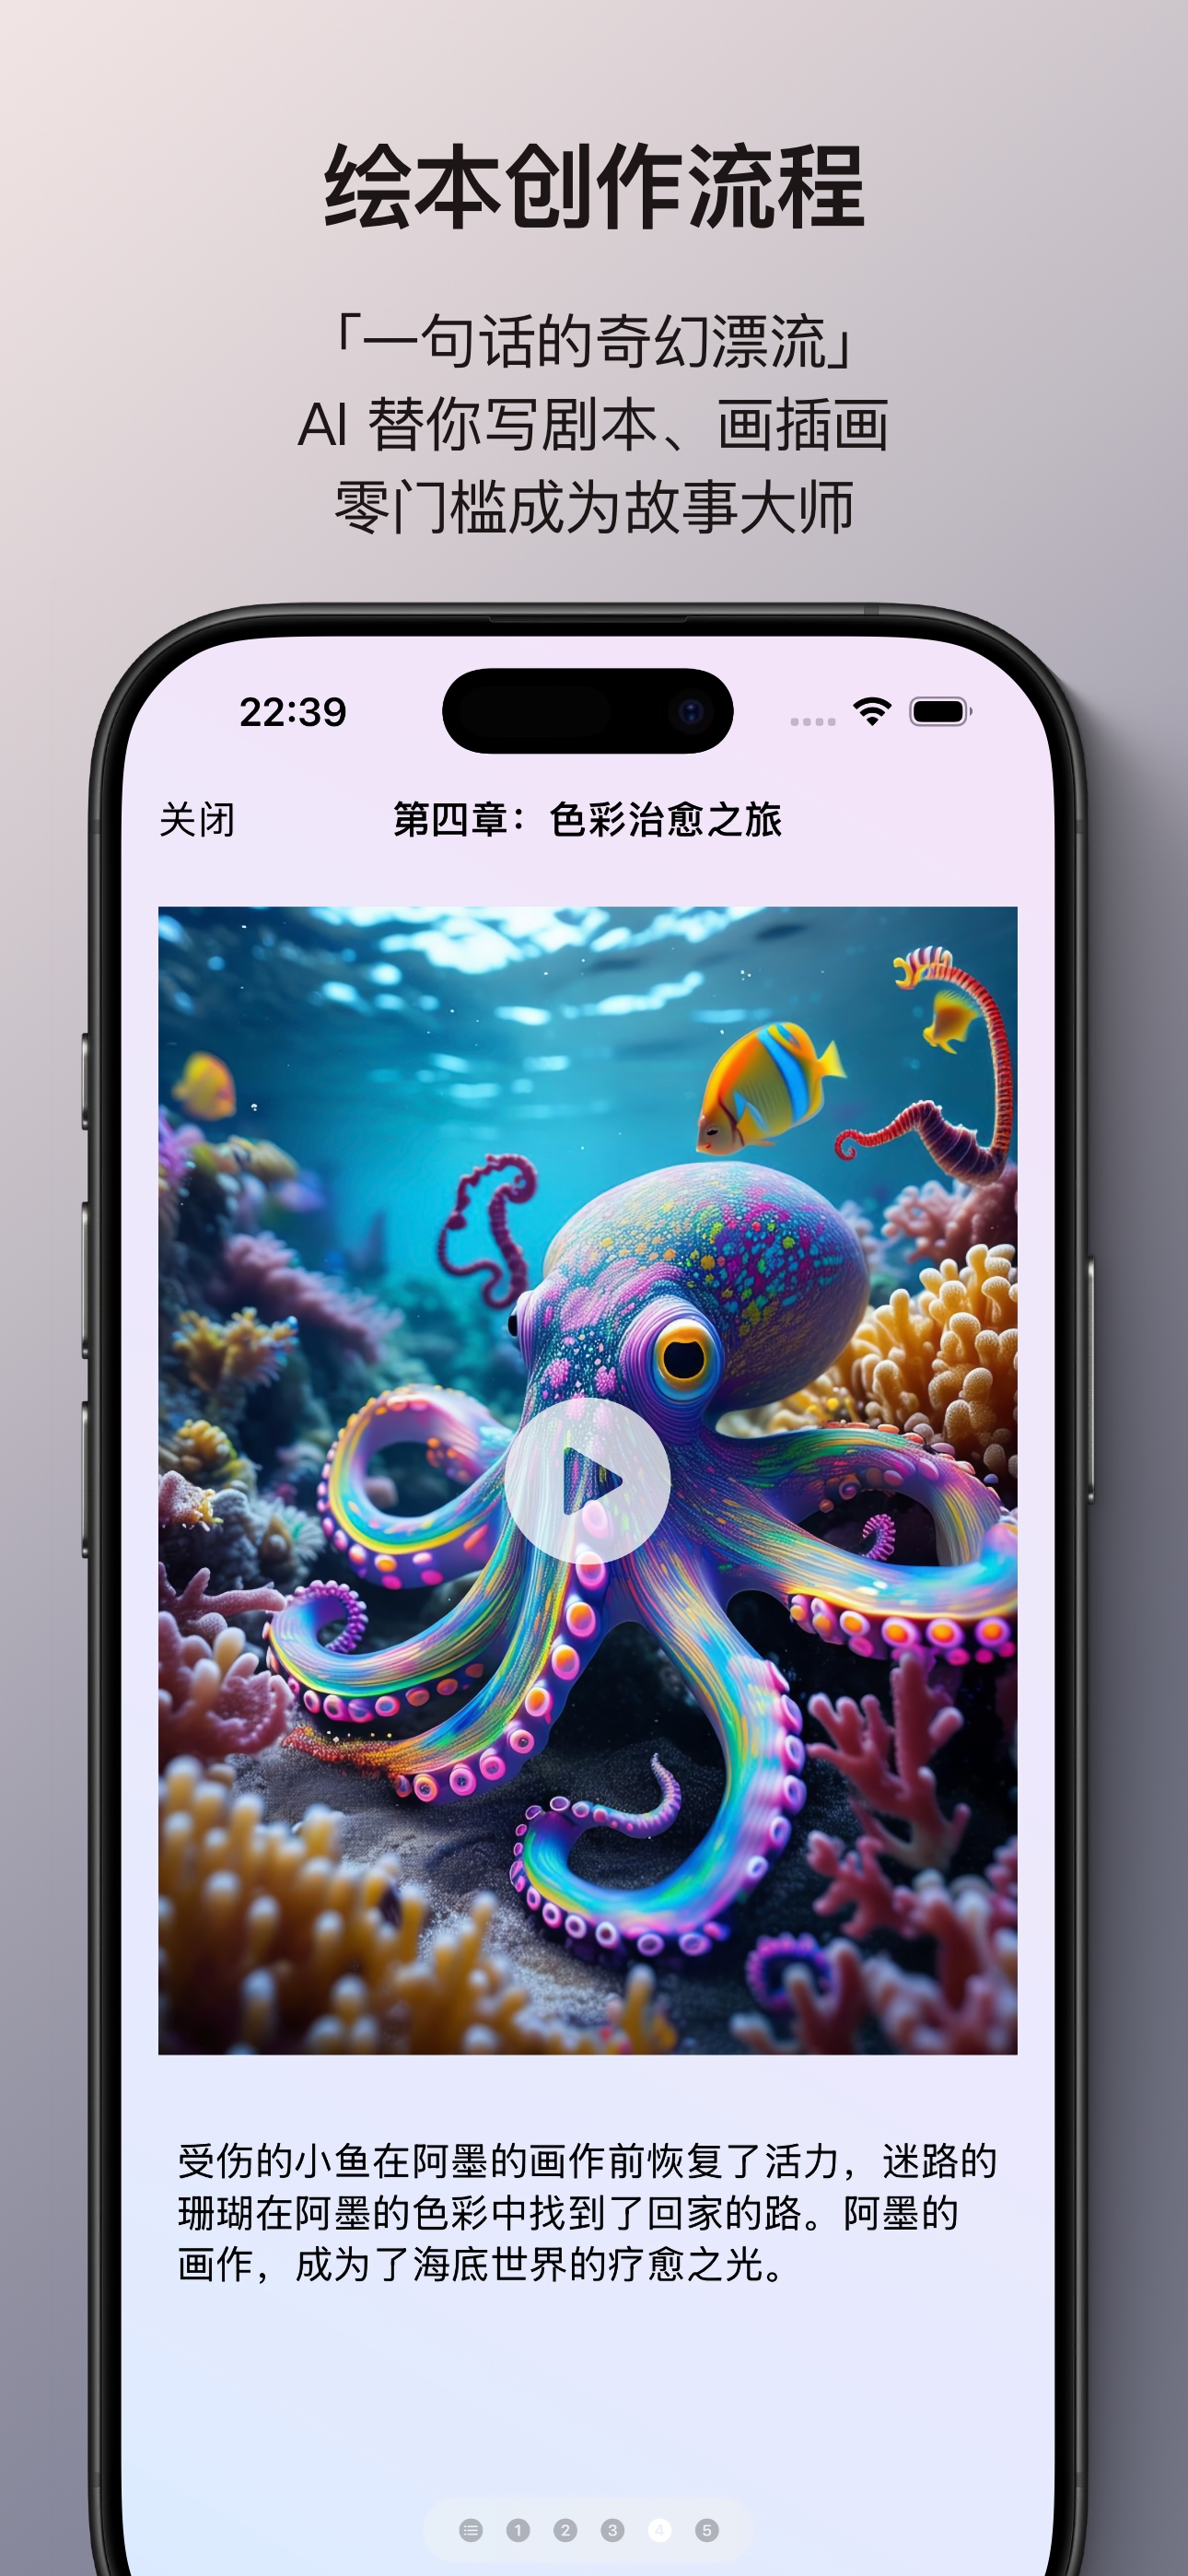 绘本创作流程
「一句话的奇幻漂流」
AI 替你写剧本、画插画
零门槛成为故事大师
22:39
关闭
第四章：色彩治愈之旅
受伤的小鱼在阿墨的画作前恢复了活力，迷路的
珊瑚在阿墨的色彩中找到了回家的路。阿墨的
画作，成为了海底世界的疗愈之光。
1 2 3 4 5